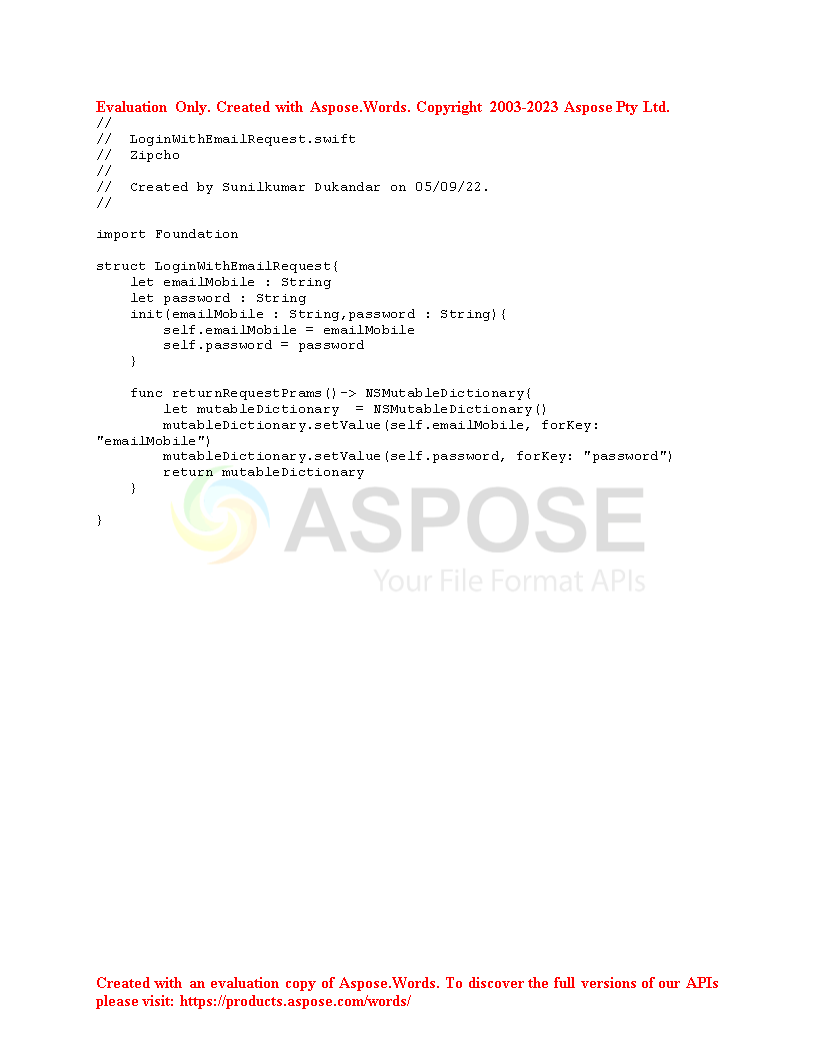 Evaluation Only. Created with Aspose.Words. Copyright 2003-2023 Aspose Pty Ltd.
//
//  LoginWithEmailRequest.swift
//  Zipcho
//
//  Created by Sunilkumar Dukandar on 05/09/22.
//
import Foundation
struct LoginWithEmailRequest{
    let emailMobile : String
    let password : String
    init(emailMobile : String,password : String){
        self.emailMobile = emailMobile
        self.password = password
    }
    func returnRequestPrams()-> NSMutableDictionary{
        let mutableDictionary  = NSMutableDictionary()
        mutableDictionary.setValue(self.emailMobile, forKey:
"emailMobile")
        mutableDictionary.setValue(self.password, forKey: "password")
        return mutableDictionary
    }
}
ASPOSE
Your File Format APIs
Created with an evaluation copy of Aspose.Words. To discover the full versions of our APIs
please visit: https://products.aspose.com/words/